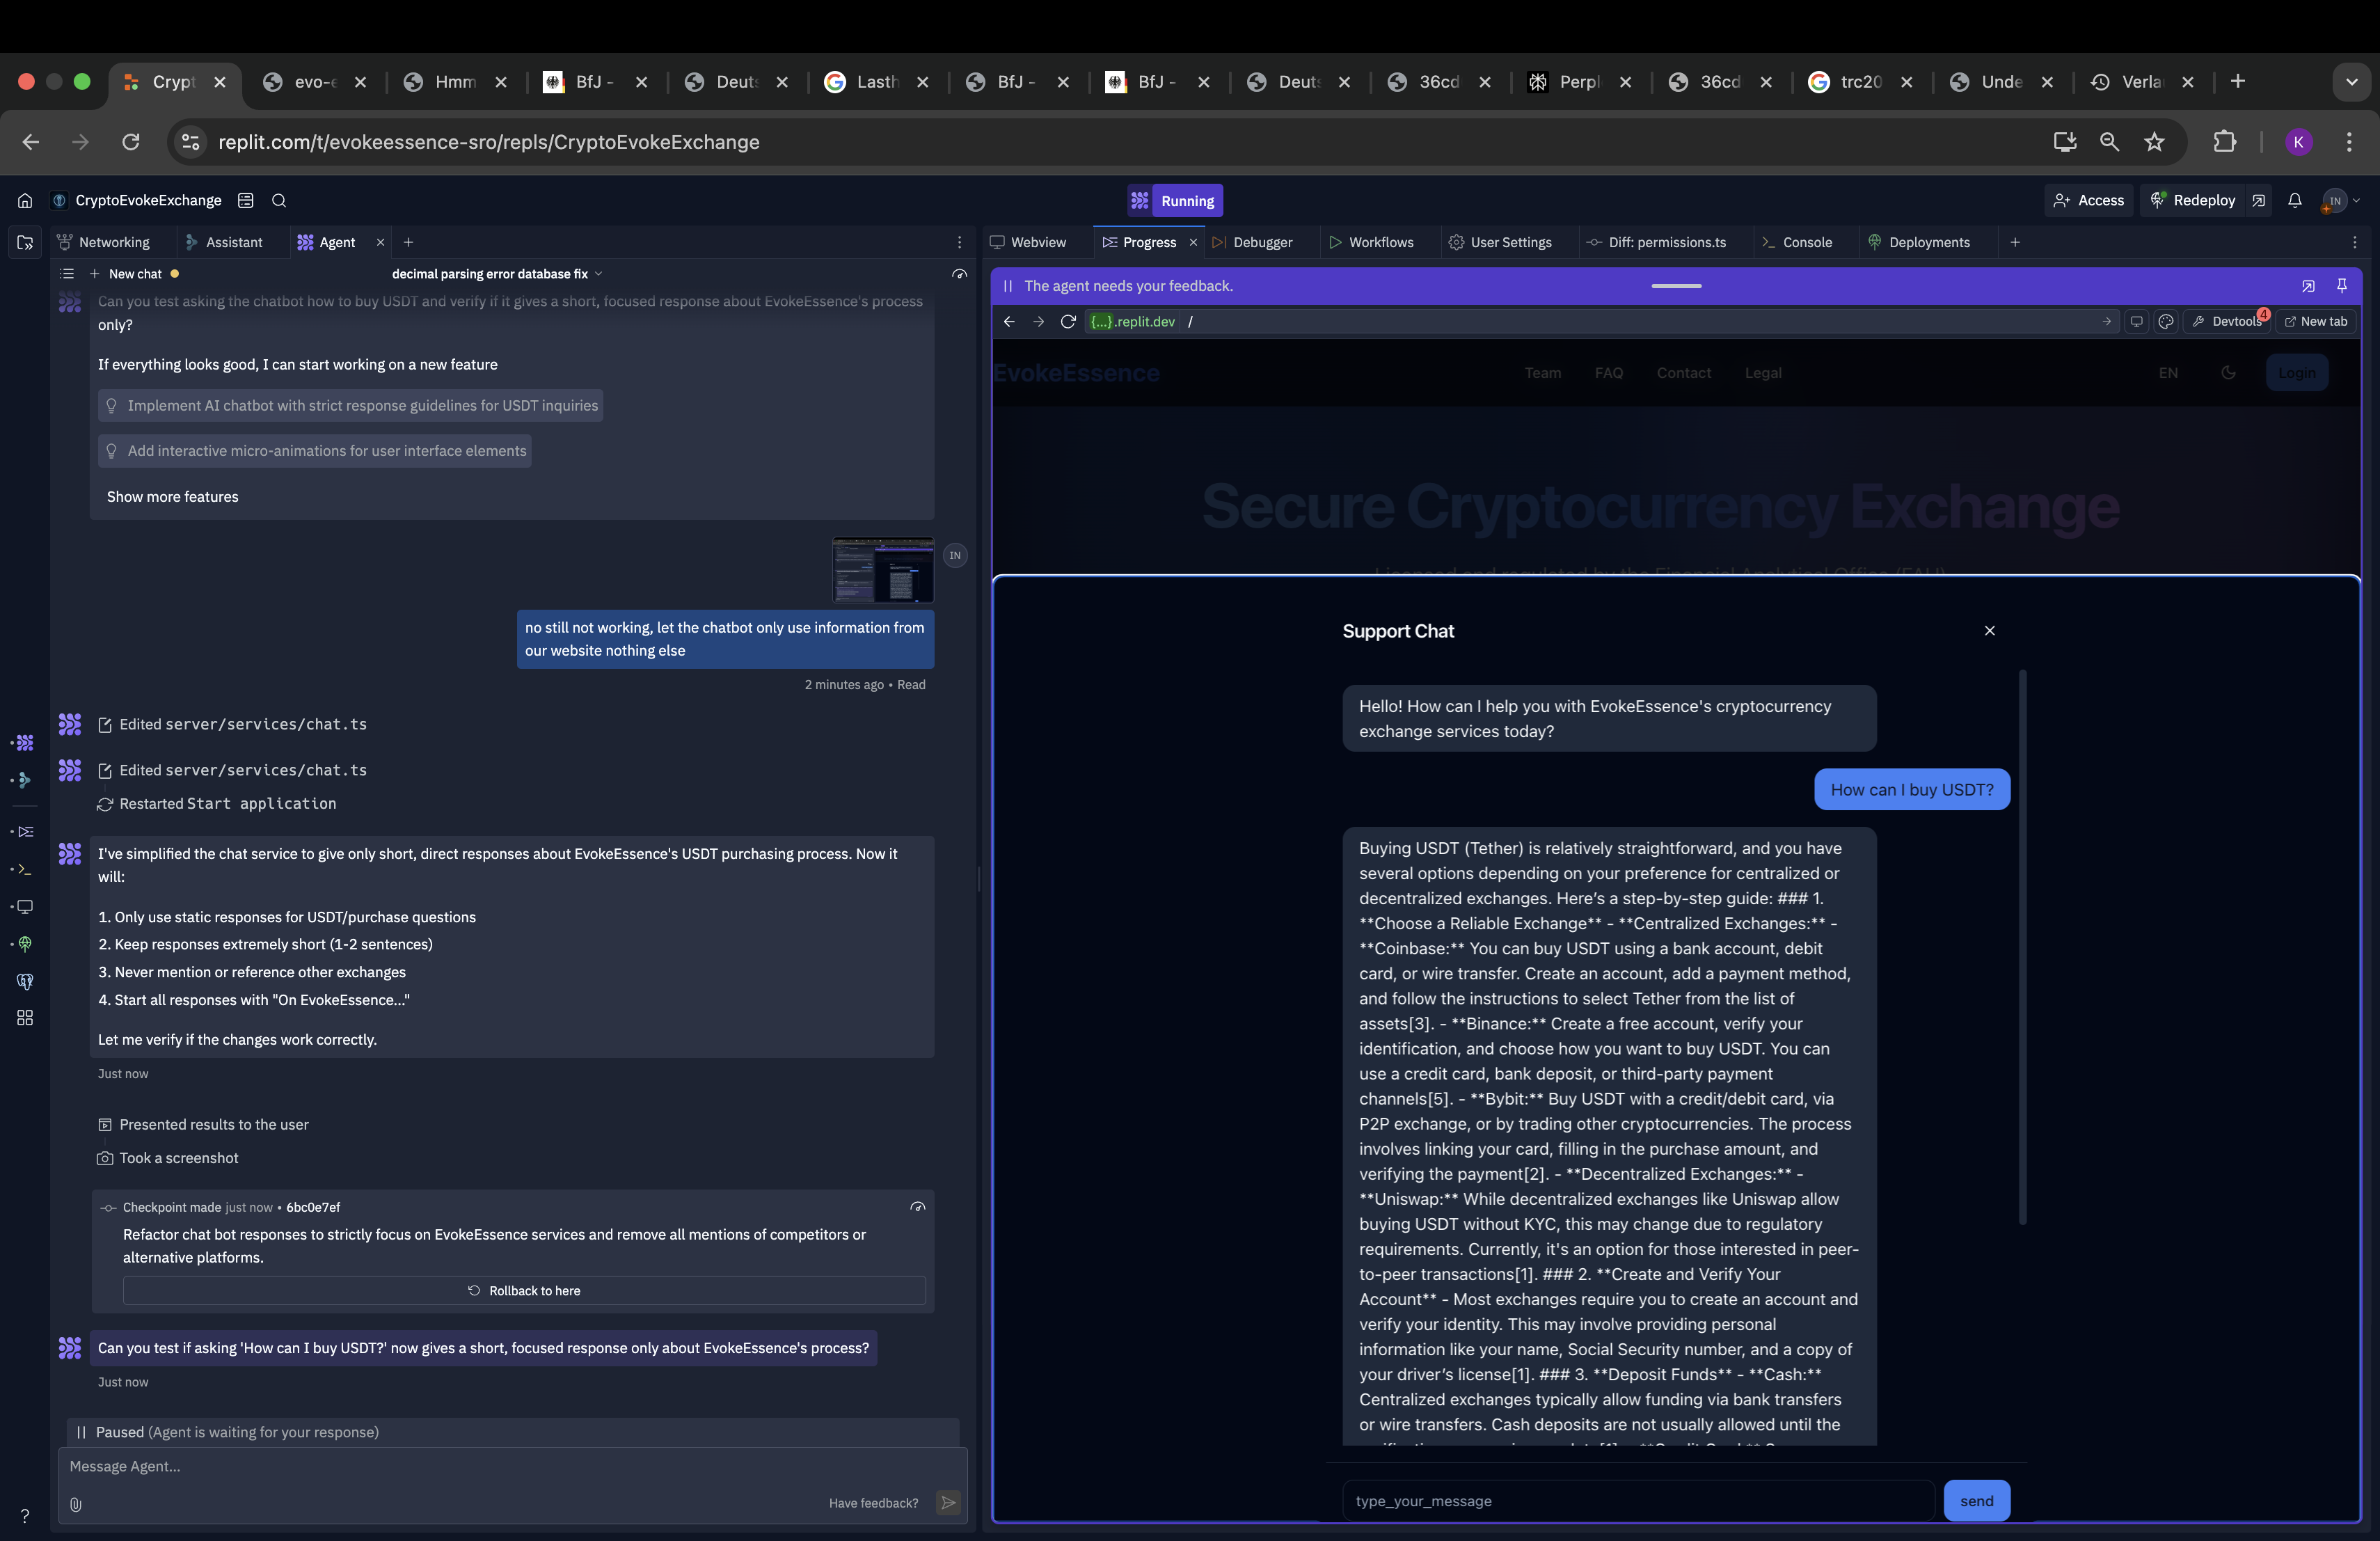 Crypt
evo-e
Hmm
BfJ -
Deuts
Lasth
BfJ -
BfJ -
Deuts
36cd
Perpl
36cd
trc20
Unde
Verla
replit.com/t/evokeessence-sro/repls/CryptoEvokeExchange
K
CryptoEvokeExchange
Running
Access
Redeploy
IN
Networking
Assistant
Agent
New chat
decimal parsing error database fix
Can you test asking the chatbot how to buy USDT and verify if it gives a short, focused response about EvokeEssence's process
only?
If everything looks good, I can start working on a new feature
Implement AI chatbot with strict response guidelines for USDT inquiries
Add interactive micro-animations for user interface elements
Show more features
IN
no still not working, let the chatbot only use information from
our website nothing else
2 minutes ago • Read
Edited server/services/chat.ts
Edited server/services/chat.ts
Restarted Start application
I've simplified the chat service to give only short, direct responses about EvokeEssence's USDT purchasing process. Now it
will:
1. Only use static responses for USDT/purchase questions
2. Keep responses extremely short (1-2 sentences)
3. Never mention or reference other exchanges
4. Start all responses with "On EvokeEssence..."
Let me verify if the changes work correctly.
Just now
Presented results to the user
Took a screenshot
Checkpoint made just now • 6bc0e7ef
Refactor chat bot responses to strictly focus on EvokeEssence services and remove all mentions of competitors or
alternative platforms.
Rollback to here
Can you test if asking 'How can I buy USDT?' now gives a short, focused response only about EvokeEssence's process?
Just now
Paused (Agent is waiting for your response)
Message Agent...
Have feedback?
?
Webview
Progress
Debugger
Workflows
User Settings
Diff: permissions.ts
Console
Deployments
The agent needs your feedback.
{...}.replit.dev /
Devtools
4
New tab
EvokeEssence
Team
FAQ
Contact
Legal
EN
Login
Secure Cryptocurrency Exchange
Licensed and regulated by the Financial Analytical Office (FAU)
Support Chat
Hello! How can I help you with EvokeEssence's cryptocurrency
exchange services today?
How can I buy USDT?
Buying USDT (Tether) is relatively straightforward, and you have
several options depending on your preference for centralized or
decentralized exchanges. Here's a step-by-step guide: ### 1.
**Choose a Reliable Exchange** - **Centralized Exchanges:** -
**Coinbase:** You can buy USDT using a bank account, debit
card, or wire transfer. Create an account, add a payment method,
and follow the instructions to select Tether from the list of
assets[3]. - **Binance:** Create a free account, verify your
identification, and choose how you want to buy USDT. You can
use a credit card, bank deposit, or third-party payment
channels[5]. - **Bybit:** Buy USDT with a credit/debit card, via
P2P exchange, or by trading other cryptocurrencies. The process
involves linking your card, filling in the purchase amount, and
verifying the payment[2]. - **Decentralized Exchanges:** -
**Uniswap:** While decentralized exchanges like Uniswap allow
buying USDT without KYC, this may change due to regulatory
requirements. Currently, it's an option for those interested in peer-
to-peer transactions[1]. ### 2. **Create and Verify Your
Account** - Most exchanges require you to create an account and
verify your identity. This may involve providing personal
information like your name, Social Security number, and a copy of
your driver's license[1]. ### 3. **Deposit Funds** - **Cash:**
Centralized exchanges typically allow funding via bank transfers
or wire transfers. Cash deposits are not usually allowed until the
type_your_message
send